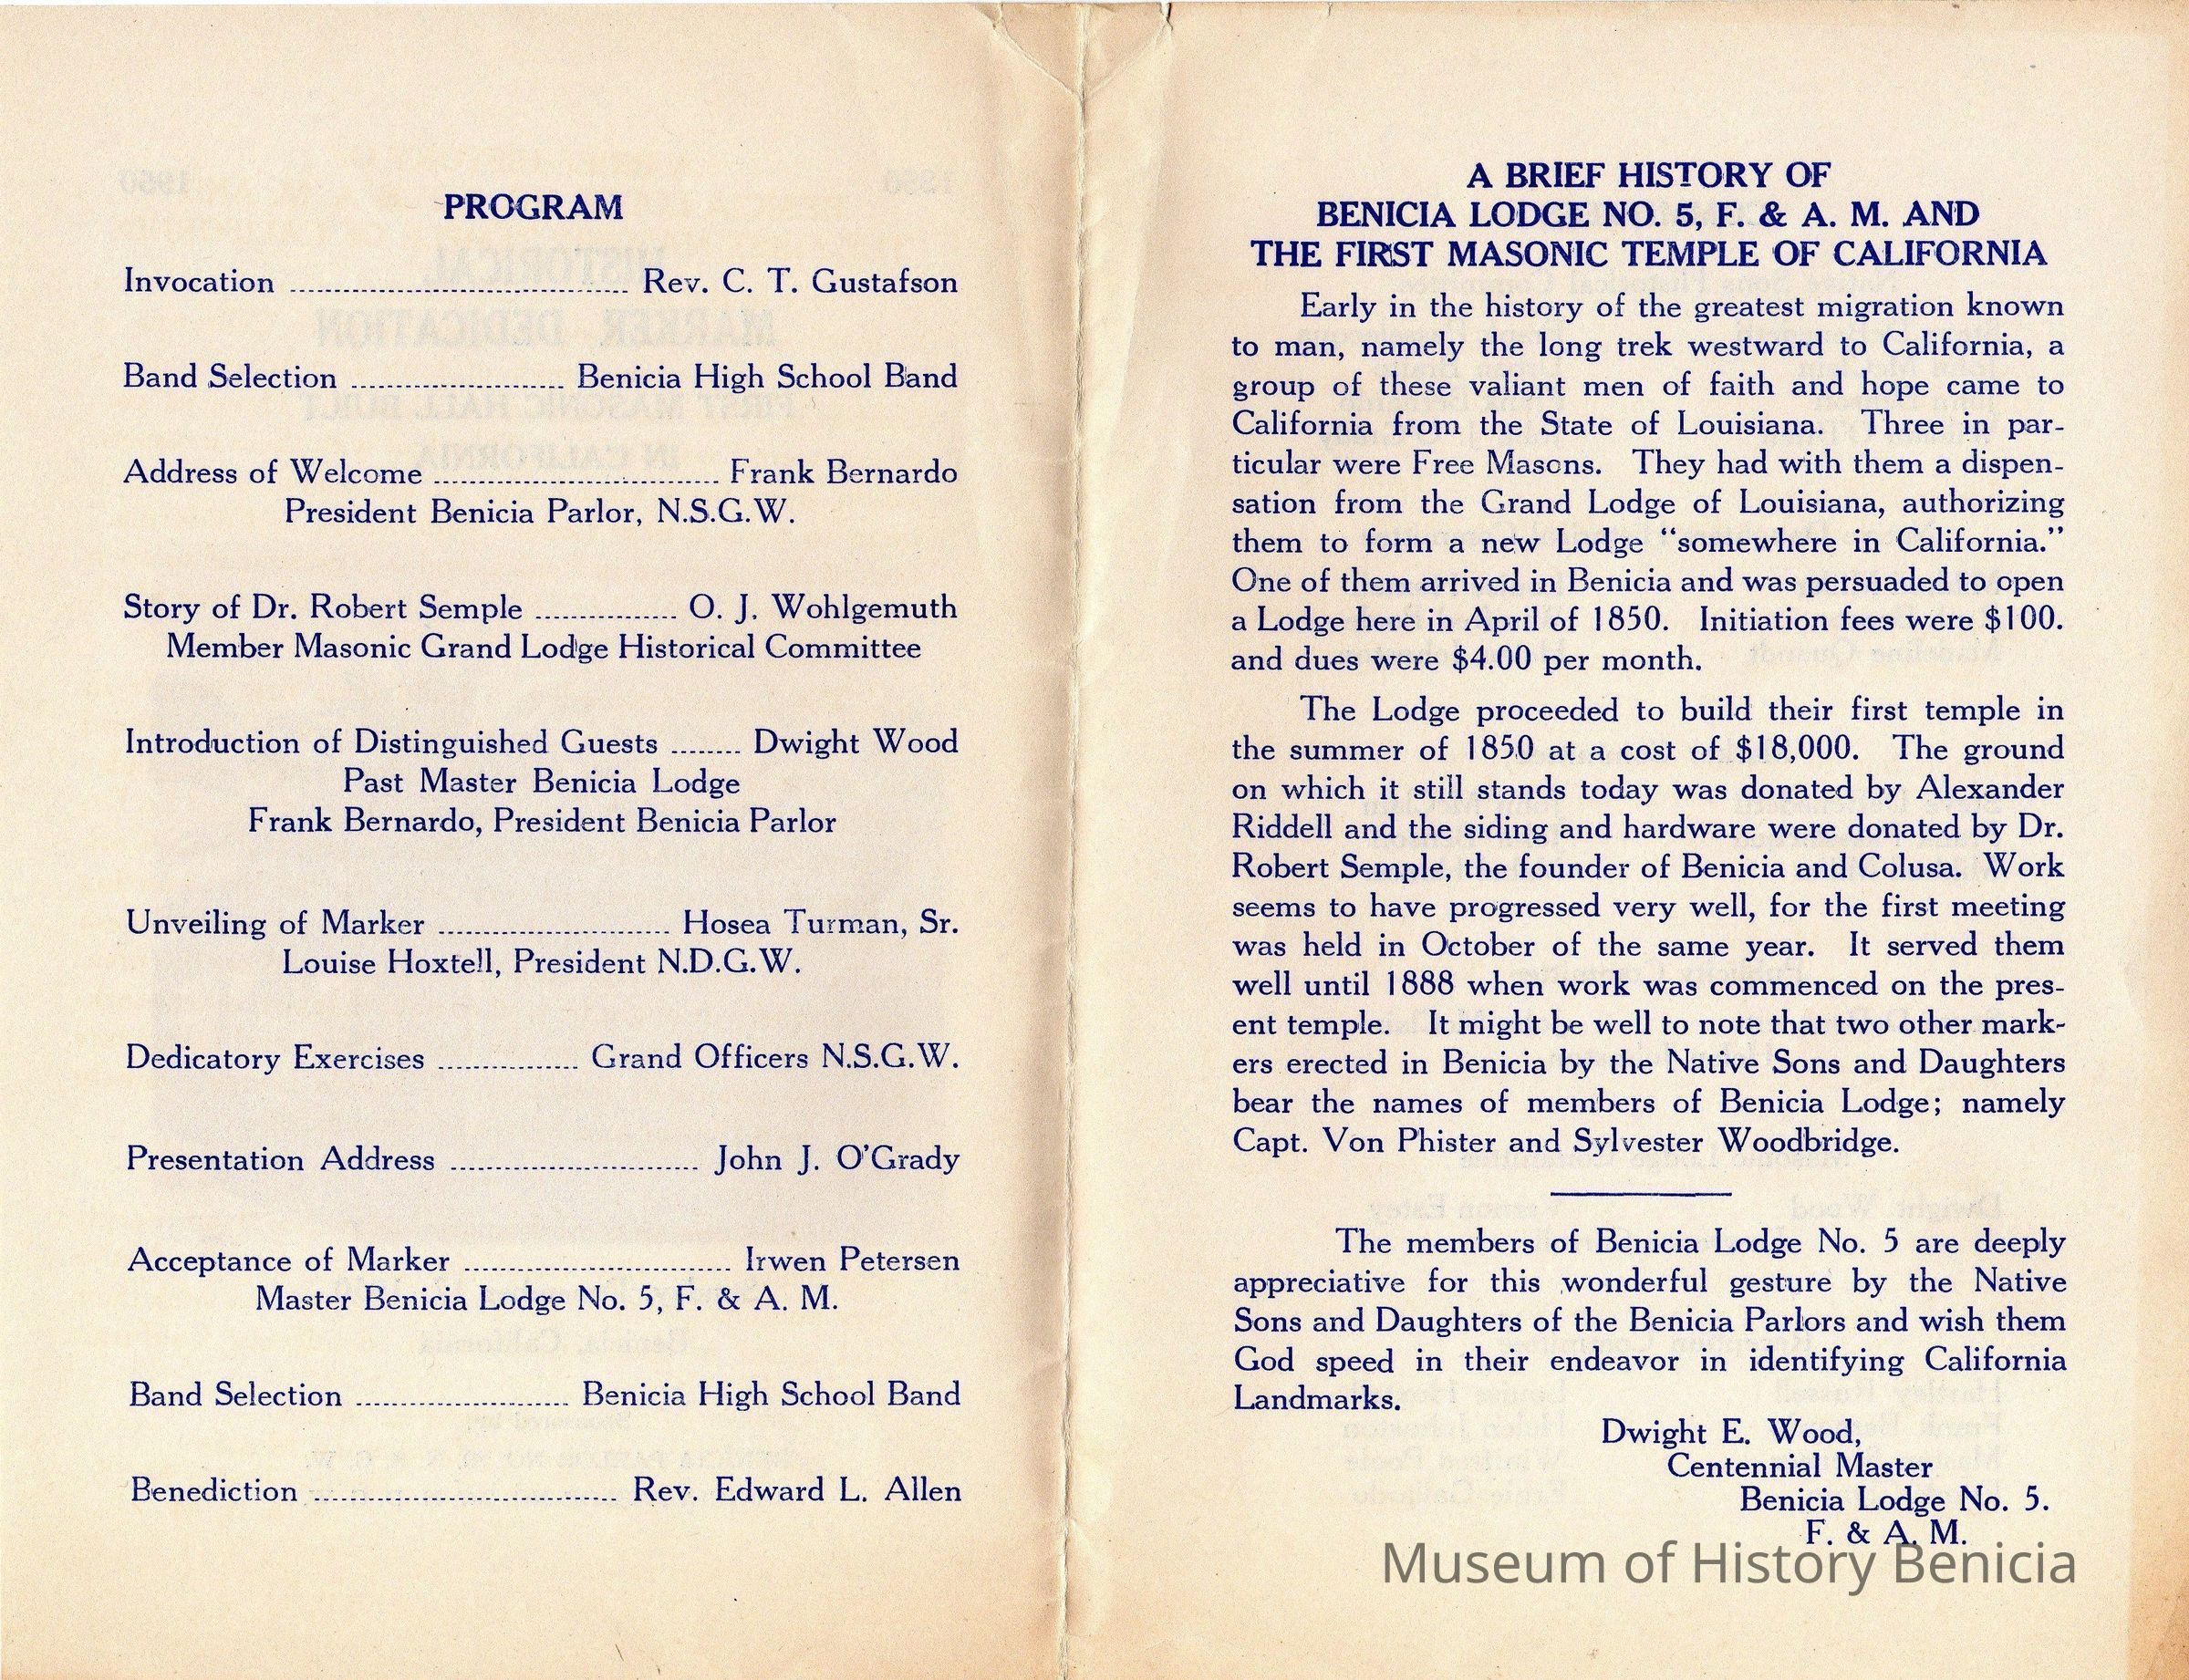 PROGRAM
Invocation ...................................... Rev. C. T. Gustafson
Band Selection ........................ Benicia High School Band
Address of Welcome ................................ Frank Bernardo
President Benicia Parlor, N.S.G.W.
Story of Dr. Robert Semple ................ O. J. Wohlgemuth
Member Masonic Grand Lodge Historical Committee
Introduction of Distinguished Guests ........ Dwight Wood
Past Master Benicia Lodge
Frank Bernardo, President Benicia Parlor
Unveiling of Marker .......................... Hosea Turman, Sr.
Louise Hoxtell, President N.D.G.W.
Dedicatory Exercises ................ Grand Officers N.S.G.W.
Presentation Address ............................ John J. O'Grady
Acceptance of Marker .............................. Irwen Petersen
Master Benicia Lodge No. 5, F. & A. M.
Band Selection ........................ Benicia High School Band
Benediction .................................. Rev. Edward L. Allen
A BRIEF HISTORY OF
BENICIA LODGE NO. 5, F. & A. M. AND
THE FIRST MASONIC TEMPLE OF CALIFORNIA
Early in the history of the greatest migration known
to man, namely the long trek westward to California, a
group of these valiant men of faith and hope came to
California from the State of Louisiana. Three in par-
ticular were Free Masons. They had with them a dispen-
sation from the Grand Lodge of Louisiana, authorizing
them to form a new Lodge "somewhere in California."
One of them arrived in Benicia and was persuaded to open
a Lodge here in April of 1850. Initiation fees were $100.
and dues were $4.00 per month.
The Lodge proceeded to build their first temple in
the summer of 1850 at a cost of $18,000. The ground
on which it still stands today was donated by Alexander
Riddell and the siding and hardware were donated by Dr.
Robert Semple, the founder of Benicia and Colusa. Work
seems to have progressed very well, for the first meeting
was held in October of the same year. It served them
well until 1888 when work was commenced on the pres-
ent temple. It might be well to note that two other mark-
ers erected in Benicia by the Native Sons and Daughters
bear the names of members of Benicia Lodge; namely
Capt. Von Phister and Sylvester Woodbridge.
The members of Benicia Lodge No. 5 are deeply
appreciative for this wonderful gesture by the Native
Sons and Daughters of the Benicia Parlors and wish them
God speed in their endeavor in identifying California
Landmarks.
Dwight E. Wood,
Centennial Master
Benicia Lodge No. 5.
F. & A. M.
Museum of History Benicia